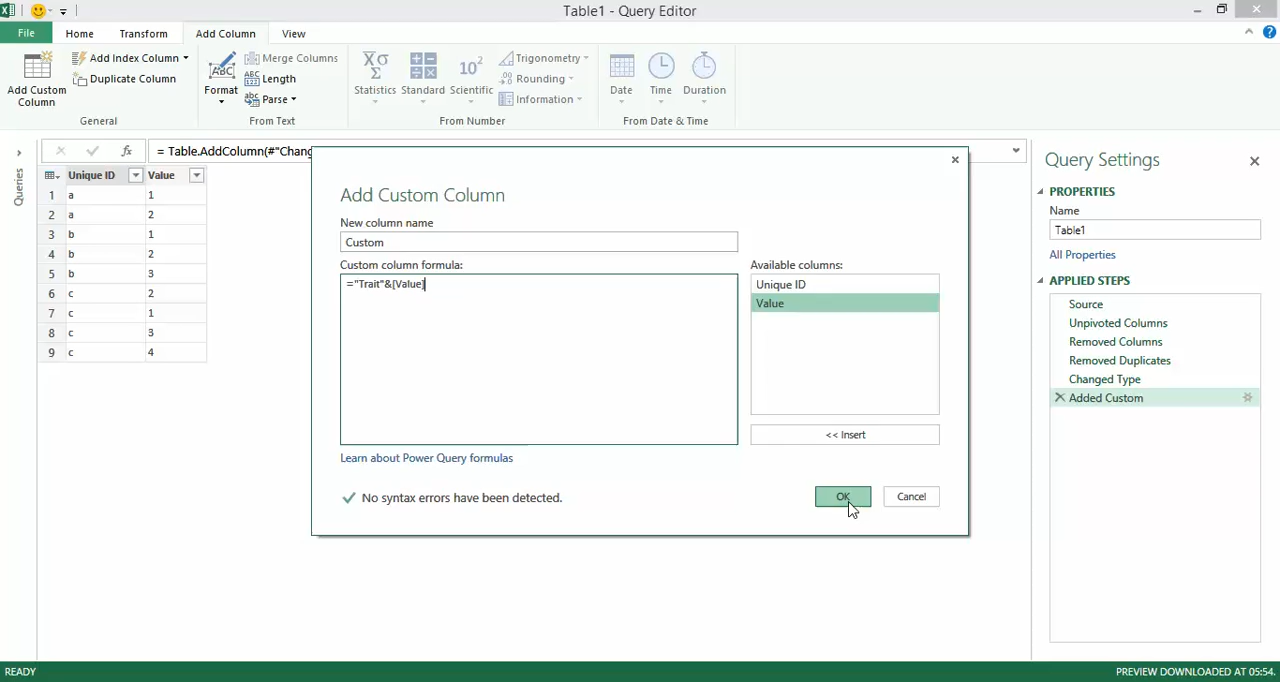 Table1 - Query Editor
File Home Transform Add Column View
Add Custom Column
Add Index Column
Duplicate Column
General
Format
Merge Columns
Length
Parse
From Text
Statistics Standard Scientific
Trigonometry
Rounding
Information
From Number
Date Time Duration
From Date & Time
Queries
fx = Table.AddColumn(#"Chang
Unique ID Value
1 a 1
2 a 2
3 b 1
4 b 2
5 b 3
6 c 2
7 c 1
8 c 3
9 c 4
Add Custom Column
New column name
Custom
Custom column formula:
="Trait"&[Value]
Available columns:
Unique ID
Value
<< Insert
Learn about Power Query formulas
No syntax errors have been detected.
OK Cancel
Query Settings
PROPERTIES
Name
Table1
All Properties
APPLIED STEPS
Source
Unpivoted Columns
Removed Columns
Removed Duplicates
Changed Type
Added Custom
READY
PREVIEW DOWNLOADED AT 05:54.